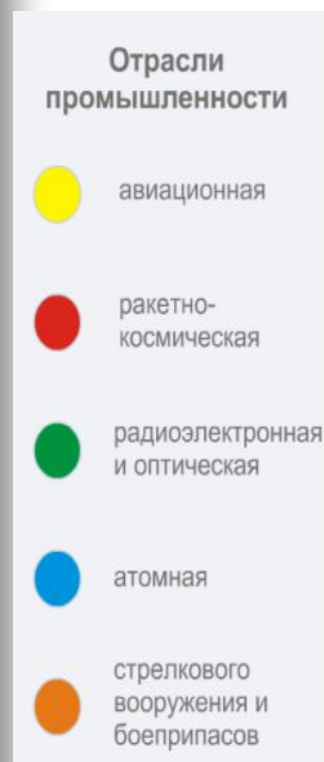 Отрасли
промышленности
авиационная
ракетно-
космическая
радиоэлектронная
и оптическая
атомная
стрелкового
вооружения и
боеприпасов